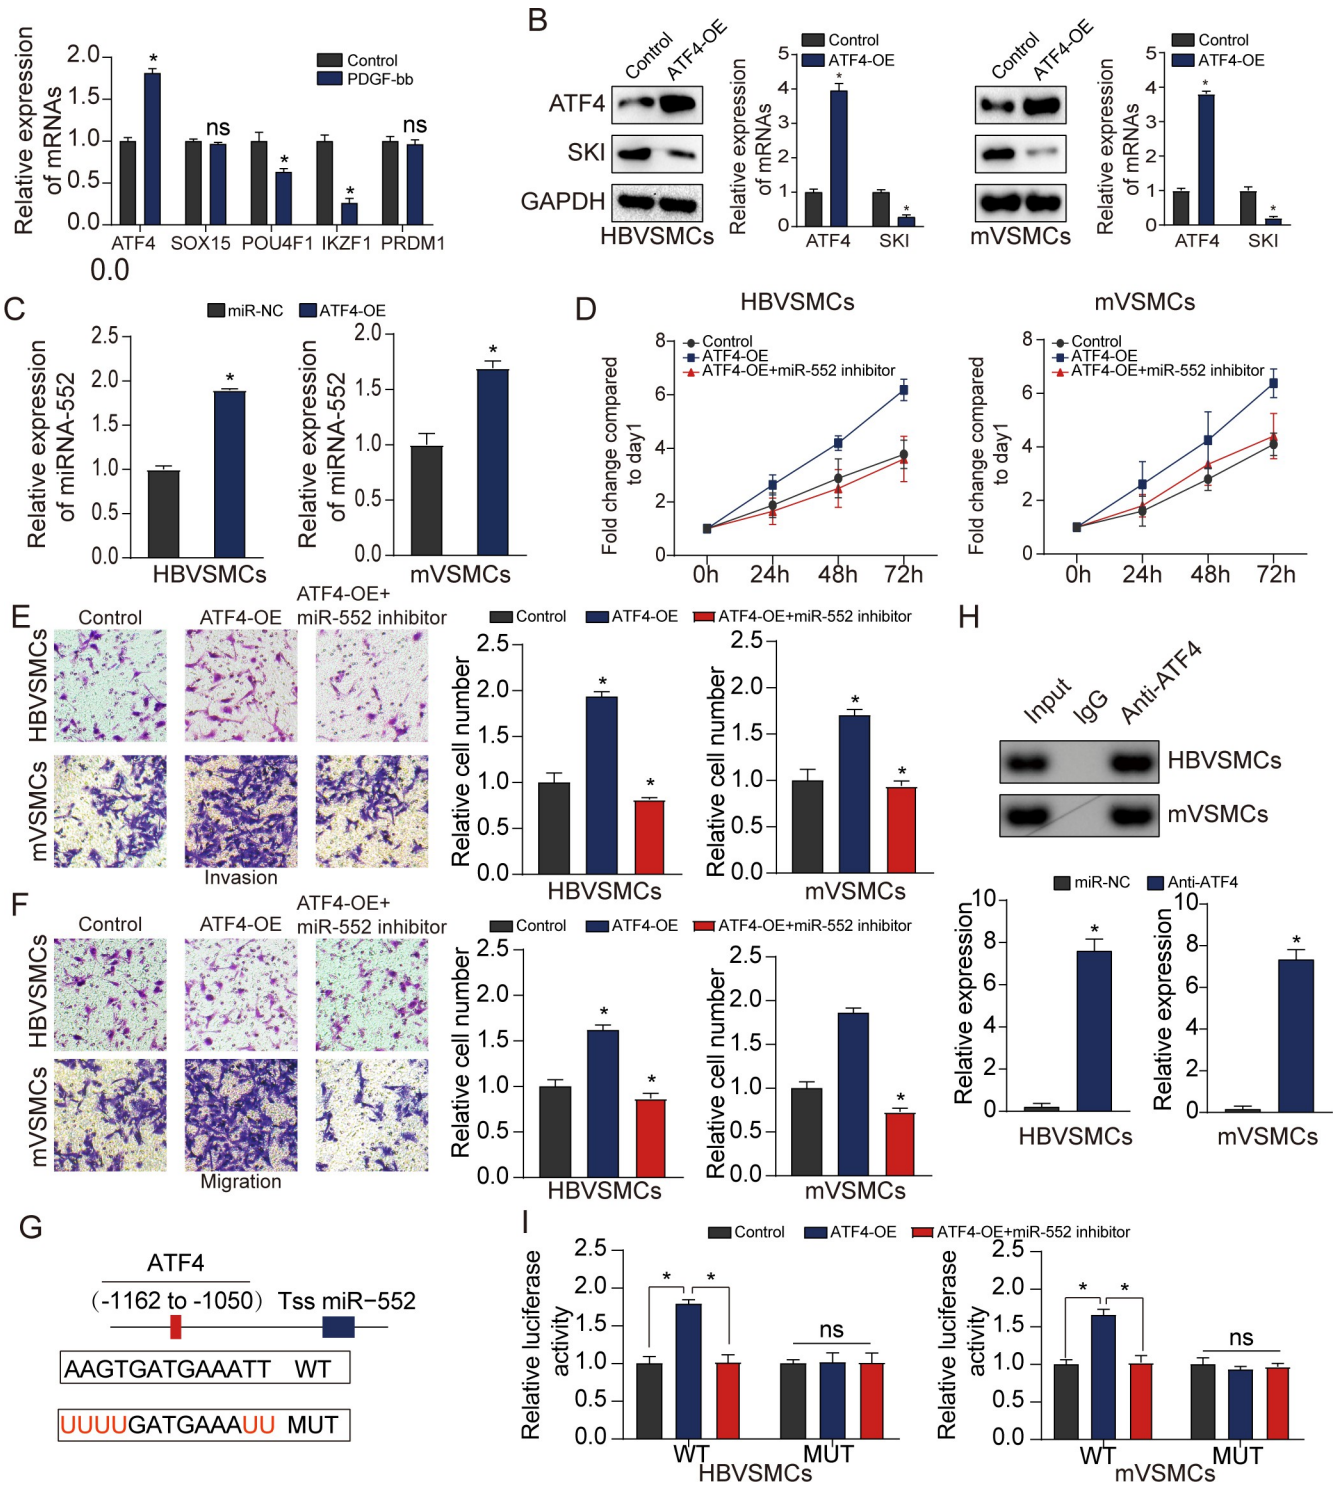 Relative expression
of mRNAs
2.0
1.0
0.5
0.0
0.0
Control
PDGF-bb
*
ns
*
*
ns
ATF4 SOX15 POU4F1 IKZF1 PRDM1
B
Control
ATF4-OE
ATF4
SKI
GAPDH
HBVSMCs
Relative expression
of mRNAs
5
4
3
2
1
0
Control
ATF4-OE
*
*
ATF4 SKI
Control
ATF4-OE
mVSMCs
Relative expression
of mRNAs
5
4
3
2
1
0
Control
ATF4-OE
*
*
ATF4 SKI
C
miR-NC ATF4-OE
Relative expression
of miRNA-552
2.5
2.0
1.5
1.0
0.5
0.0
*
HBVSMCs
Relative expression
of miRNA-552
2.0
1.5
1.0
0.5
0.0
*
mVSMCs
D
HBVSMCs
Fold change compared
to day1
8
6
4
2
0
Control
ATF4-OE
ATF4-OE+miR-552 inhibitor
0h 24h 48h 72h
mVSMCs
Fold change compared
to day1
8
6
4
2
0
Control
ATF4-OE
ATF4-OE+miR-552 inhibitor
0h 24h 48h 72h
E
Control ATF4-OE ATF4-OE+
miR-552 inhibitor
HBVSMCs
mVSMCs
Invasion
Control ATF4-OE ATF4-OE+miR-552 inhibitor
Relative cell number
2.5
2.0
1.5
1.0
0.5
0.0
*
*
HBVSMCs
Relative cell number
2.5
2.0
1.5
1.0
0.5
0.0
*
*
mVSMCs
F
Control ATF4-OE ATF4-OE+
miR-552 inhibitor
HBVSMCs
mVSMCs
Migration
Control ATF4-OE ATF4-OE+miR-552 inhibitor
Relative cell number
2.5
2.0
1.5
1.0
0.5
0.0
*
*
HBVSMCs
Relative cell number
2.5
2.0
1.5
1.0
0.5
0.0
*
mVSMCs
H
Input
IgG
Anti-ATF4
HBVSMCs
mVSMCs
miR-NC Anti-ATF4
Relative expression
10
8
6
4
2
0
*
HBVSMCs
Relative expression
10
8
6
4
2
0
*
mVSMCs
G
ATF4
(-1162 to -1050) Tss miR-552
AAGTGATGAAATT WT
UUUUGATGAAAUU MUT
I
Control ATF4-OE ATF4-OE+miR-552 inhibitor
Relative luciferase
activity
2.5
2.0
1.5
1.0
0.5
0.0
* *
ns
WT MUT
HBVSMCs
Relative luciferase
activity
2.5
2.0
1.5
1.0
0.5
0.0
* *
ns
WT MUT
mVSMCs